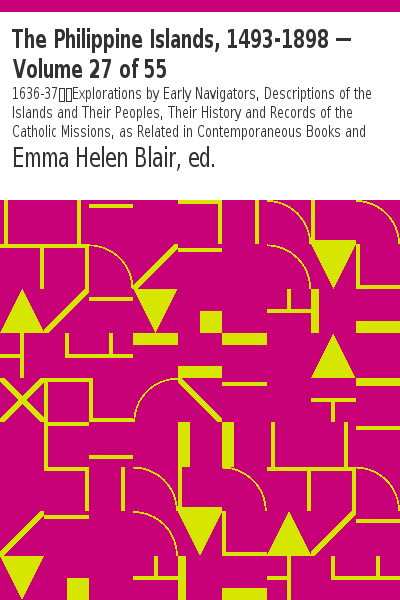 The Philippine Islands, 1493-1898 —
Volume 27 of 55
1636-37▯▯Explorations by Early Navigators, Descriptions of the
Islands and Their Peoples, Their History and Records of the
Catholic Missions, as Related in Contemporaneous Books and
Emma Helen Blair, ed.